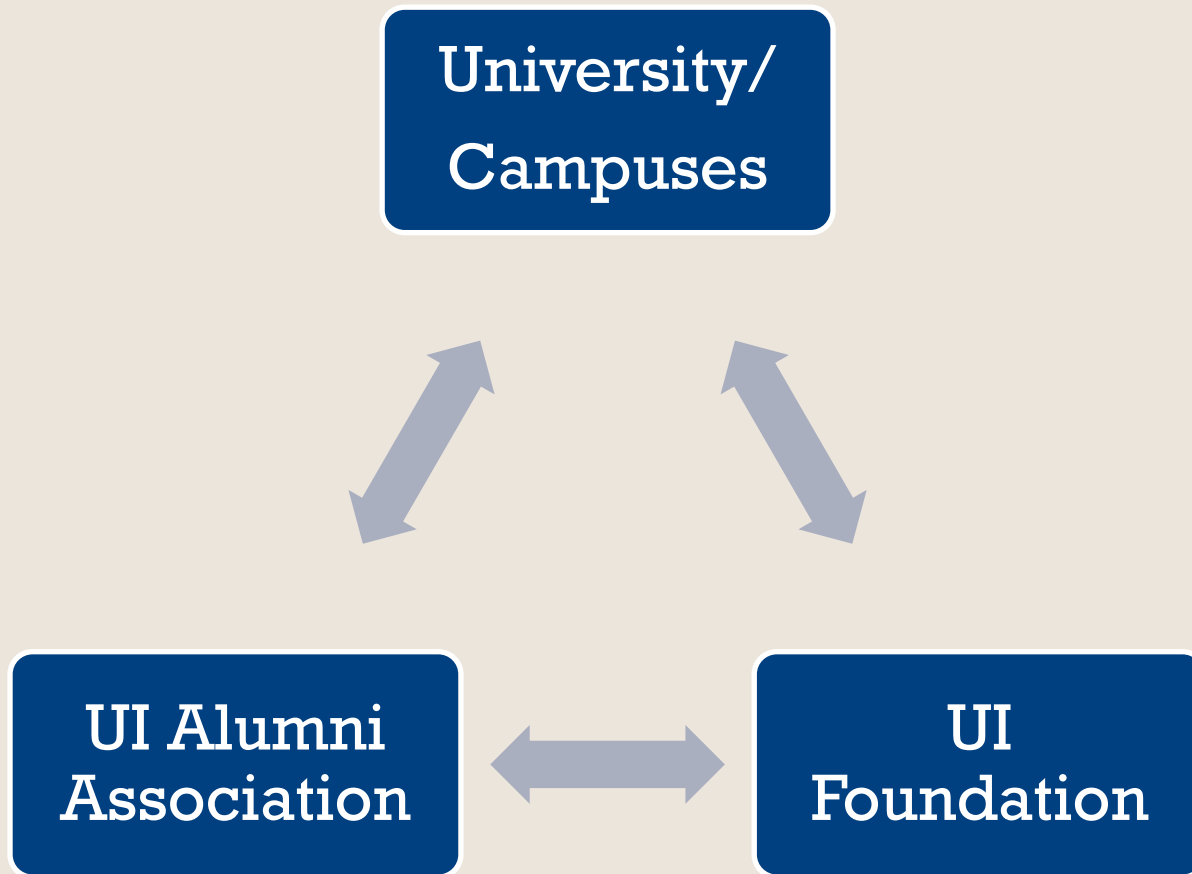 University/
Campuses
UI Alumni
Association
UI
Foundation